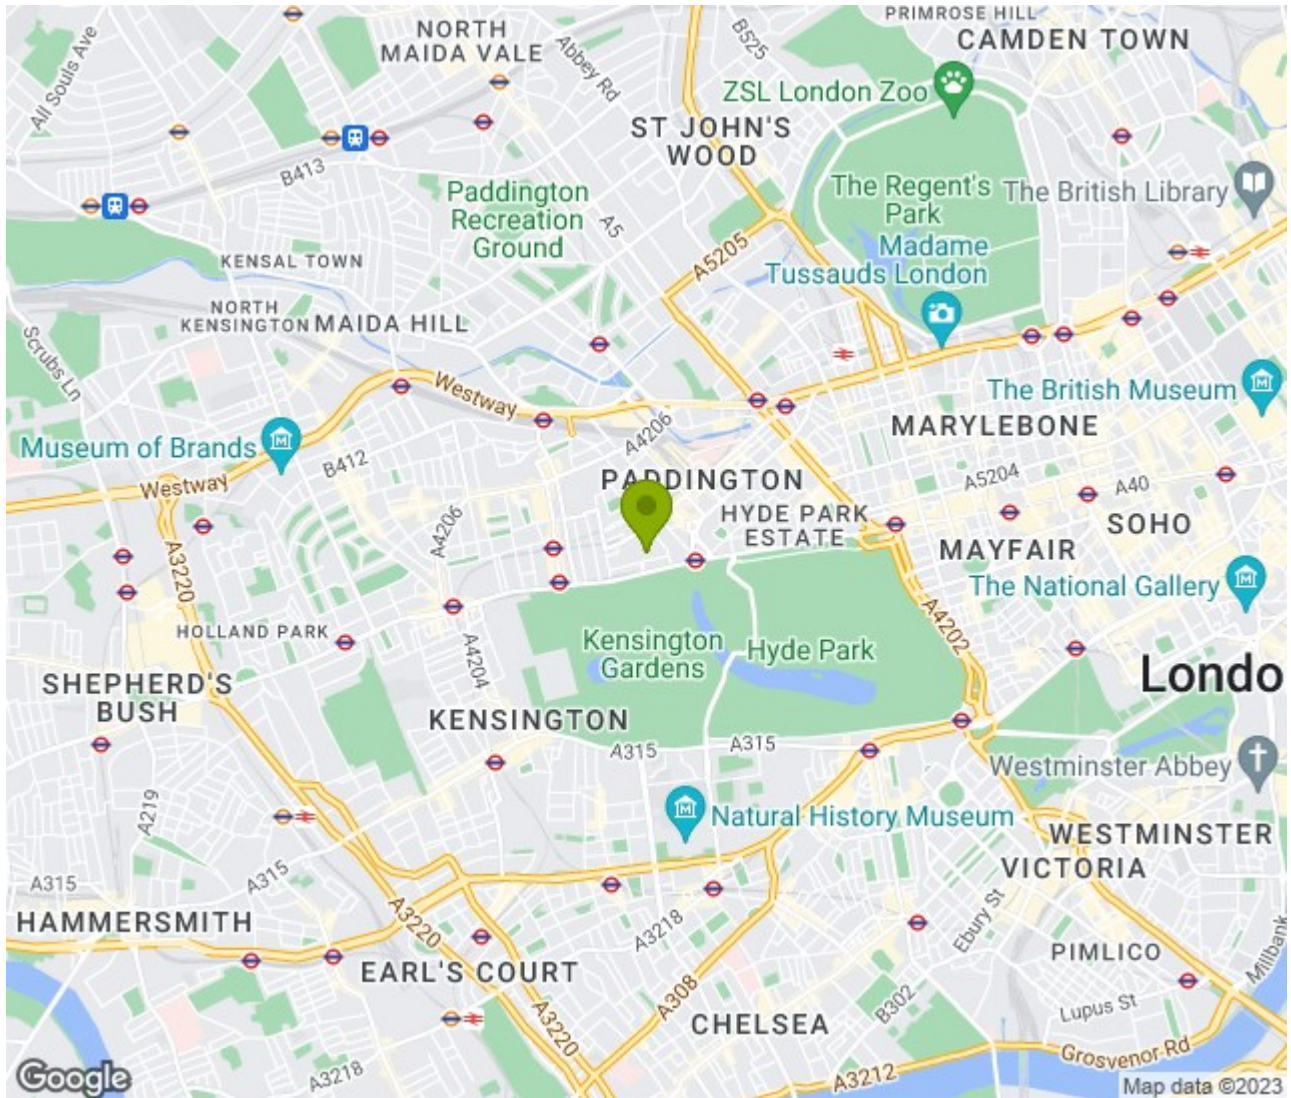 PRIMROSE HILL
NORTH
MAIDA VALE
CAMDEN TOWN
All Souls Ave
Abbey Rd
B525
ZSL London Zoo
ST JOHN'S
WOOD
B413
Paddington
Recreation
Ground
A5
The Regent's
Park
The British Library
A5205
Madame
Tussauds London
KENSAL TOWN
NORTH
KENSINGTON
MAIDA HILL
Scrubs Ln
Westway
The British Museum
A4206
MARYLEBONE
Museum of Brands
B412
Westway
PADDINGTON
A5204
A40
A4206
HYDE PARK
ESTATE
SOHO
MAYFAIR
A3220
The National Gallery
A4202
HOLLAND PARK
A4204
Kensington
Gardens
Hyde Park
Londo
SHEPHERD'S
BUSH
KENSINGTON
A315
A315
Westminster Abbey
A219
Natural History Museum
WESTMINSTER
VICTORIA
A315
A315
HAMMERSMITH
A3220
A3218
Ebury St
PIMLICO
Millbank
EARL'S COURT
A308
B302
Lupus St
A3220
CHELSEA
Grosvenor Rd
A3218
A3212
Google
Map data ©2023